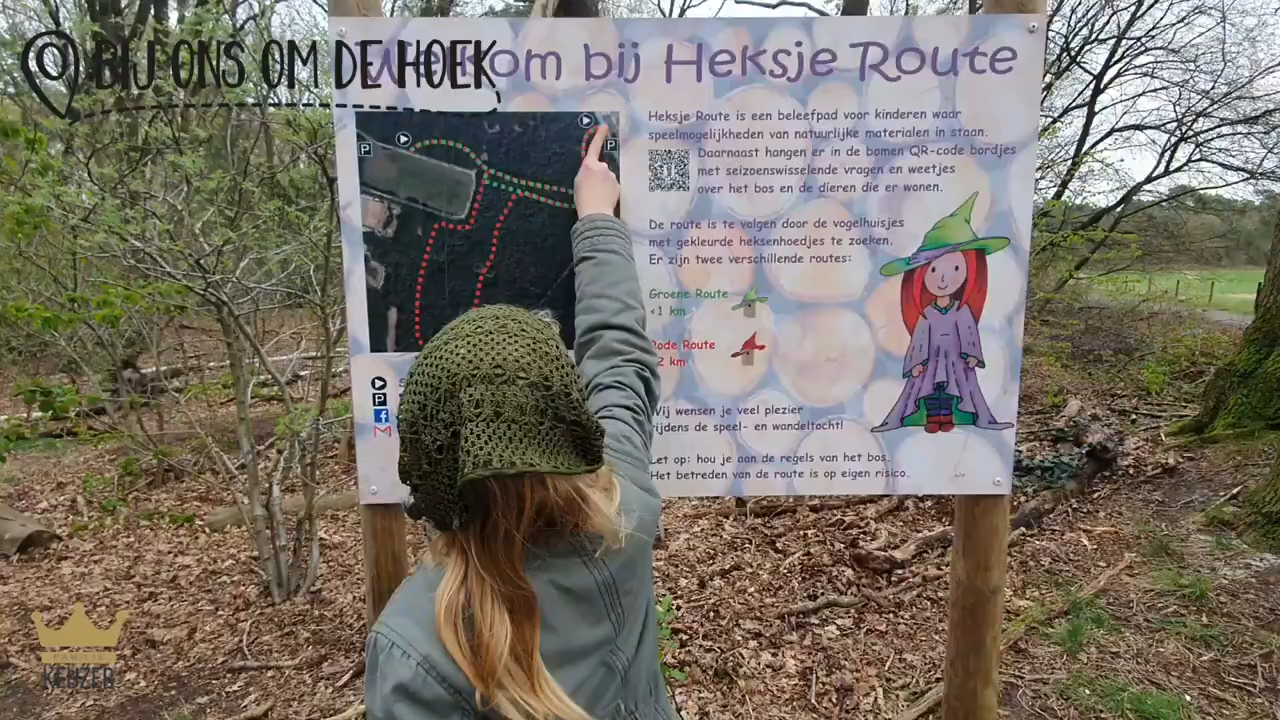 BIJ ONS OM DE HOEK
Welkom bij Heksje Route
P
P
Heksje Route is een beleefpad voor kinderen waar
speelmogelijkheden van natuurlijke materialen in staan.
Daarnaast hangen er in de bomen QR-code bordjes
met seizoenswisselende vragen en weetjes
over het bos en de dieren die er wonen.
De route is te volgen door de vogelhuisjes
met gekleurde heksenhoedjes te zoeken.
Er zijn twee verschillende routes:
Groene Route
<1 km
Rode Route
2 km
P
f
M
Wij wensen je veel plezier
tijdens de speel- en wandeltocht!
Let op: hou je aan de regels van het bos.
Het betreden van de route is op eigen risico.
KEIJZER